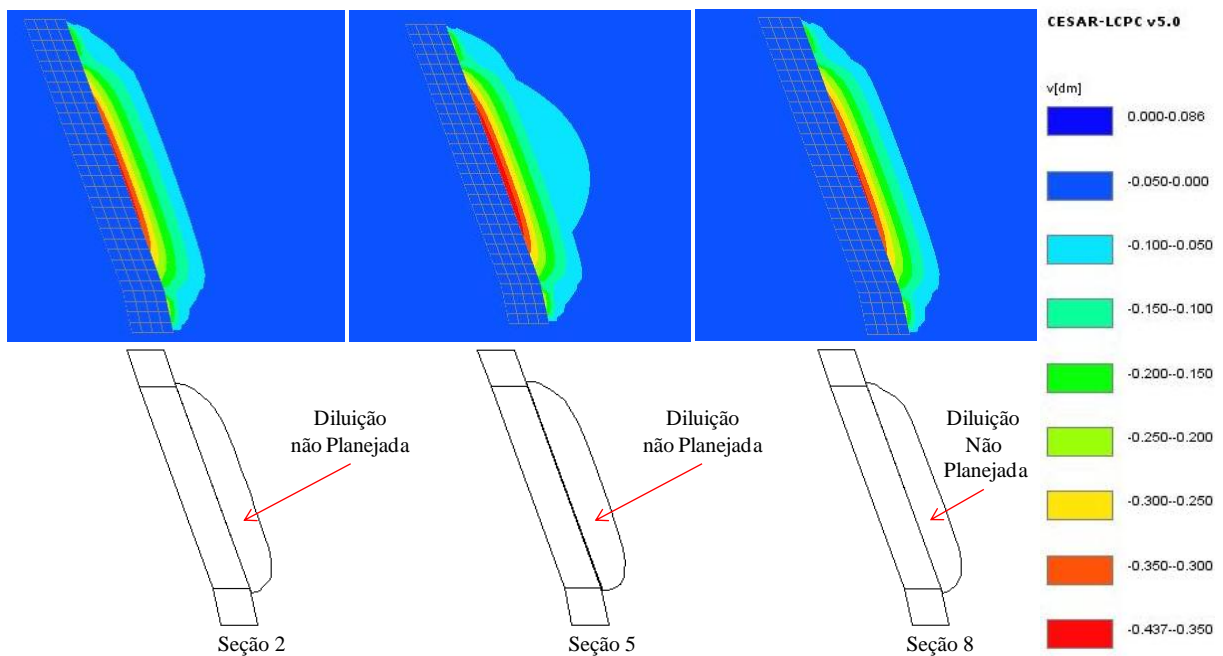 CESAR-LCPC v5.0
v[dm]
0.000-0.086
-0.050-0.000
-0.100--0.050
-0.150--0.100
-0.200--0.150
-0.250--0.200
-0.300--0.250
-0.350--0.300
-0.437--0.350
Diluição
não Planejada
Diluição
não Planejada
Diluição
Não
Planejada
Seção 2
Seção 5
Seção 8